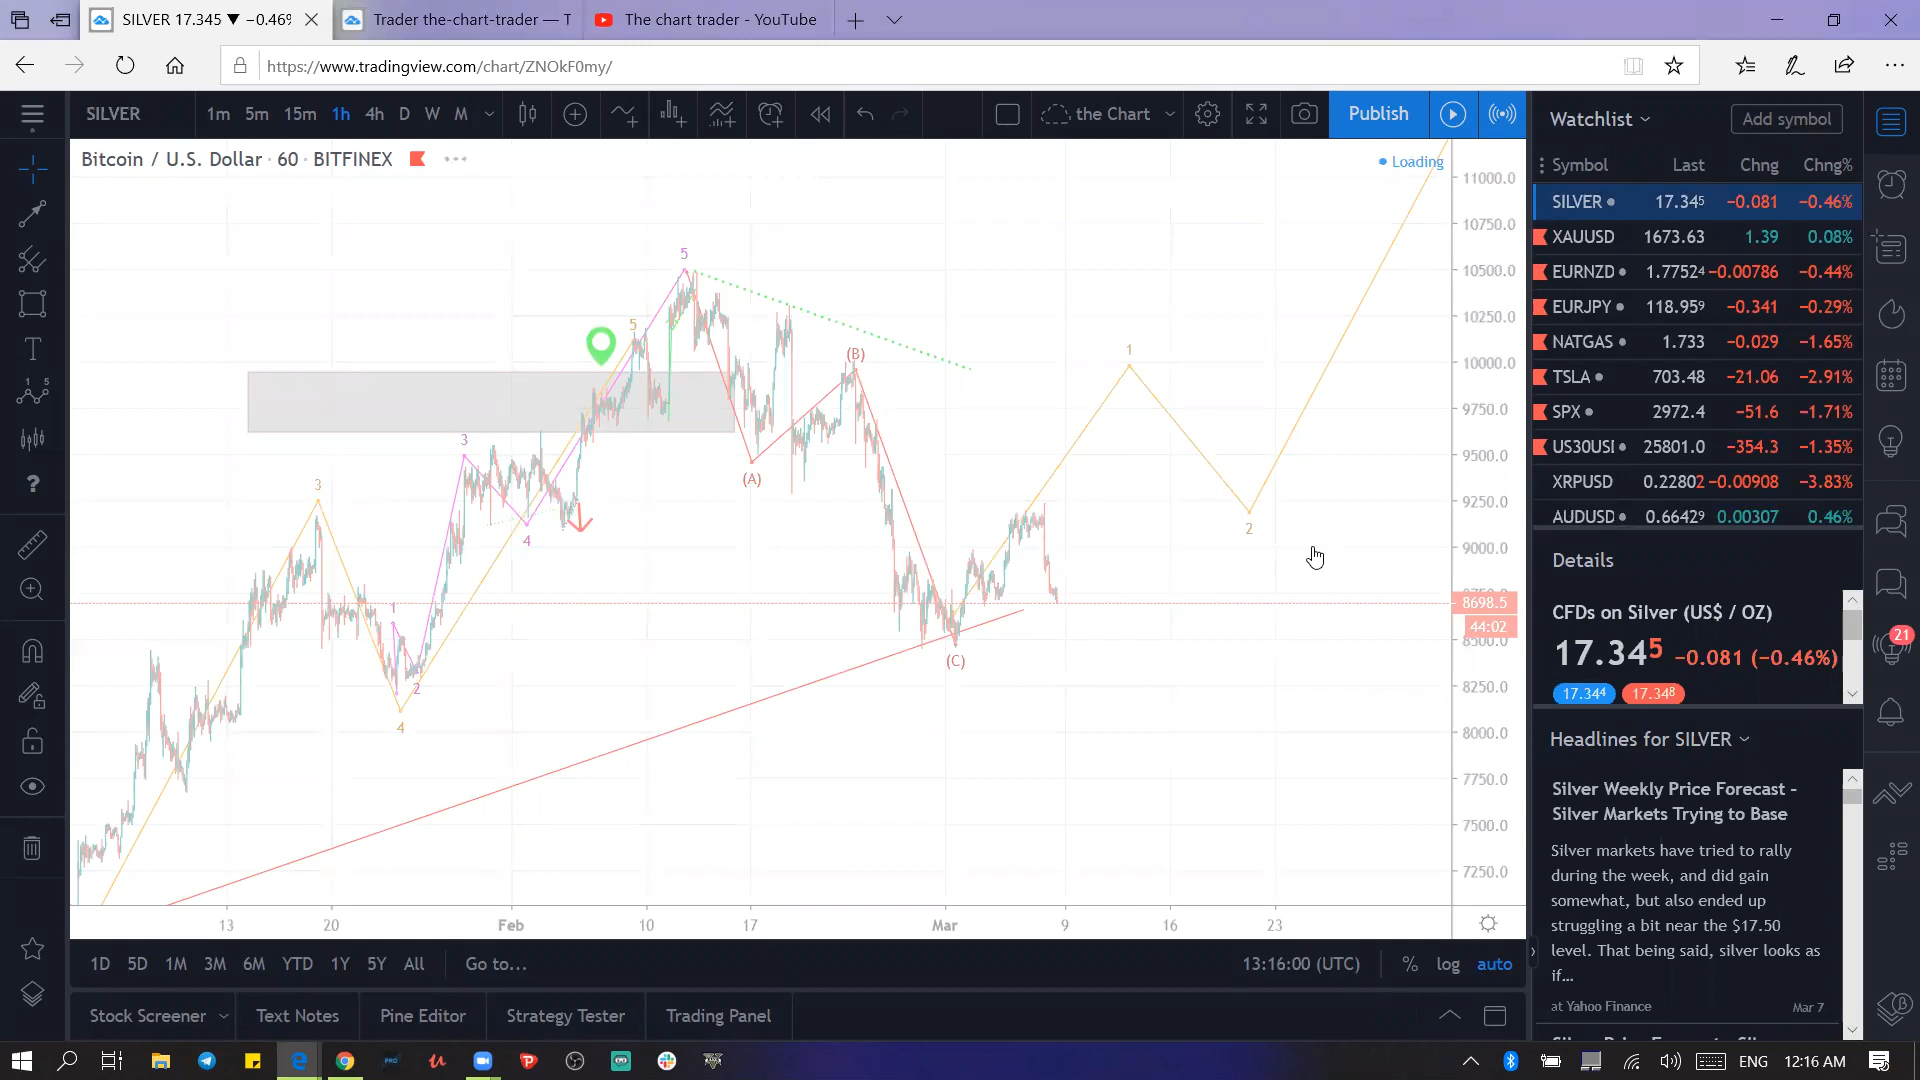 SILVER 17.345 ▼ −0.46%
Trader the-chart-trader — T
The chart trader - YouTube
https://www.tradingview.com/chart/ZNOkF0my/
SILVER 1m 5m 15m 1h 4h D W M the Chart Publish
Bitcoin / U.S. Dollar · 60 · BITFINEX
Loading
11000.0
10750.0
10500.0
10250.0
10000.0
9750.0
9500.0
9250.0
9000.0
8698.5
44:02
8500.0
8250.0
8000.0
7750.0
7500.0
7250.0
5
5
(B)
1
3
3
(A)
2
4
1
2
(C)
4
13 20 Feb 10 17 Mar 9 16 23
1D 5D 1M 3M 6M YTD 1Y 5Y All Go to... 13:16:00 (UTC) % log auto
Stock Screener Text Notes Pine Editor Strategy Tester Trading Panel
Watchlist Add symbol
Symbol Last Chng Chng%
SILVER 17.345 −0.081 −0.46%
XAUUSD 1673.63 1.39 0.08%
EURNZD 1.77524 −0.00786 −0.44%
EURJPY 118.959 −0.341 −0.29%
NATGAS 1.733 −0.029 −1.65%
TSLA 703.48 −21.06 −2.91%
SPX 2972.4 −51.6 −1.71%
US30USI 25801.0 −354.3 −1.35%
XRPUSD 0.22802 −0.00908 −3.83%
AUDUSD 0.66429 0.00307 0.46%
Details
CFDs on Silver (US$ / OZ)
17.345 −0.081 (−0.46%)
17.344 17.348
Headlines for SILVER
Silver Weekly Price Forecast –
Silver Markets Trying to Base
Silver markets have tried to rally
during the week, and did gain
somewhat, but also ended up
struggling a bit near the $17.50
level. That being said, silver looks as
if...
at Yahoo Finance Mar 7
21
ENG 12:16 AM